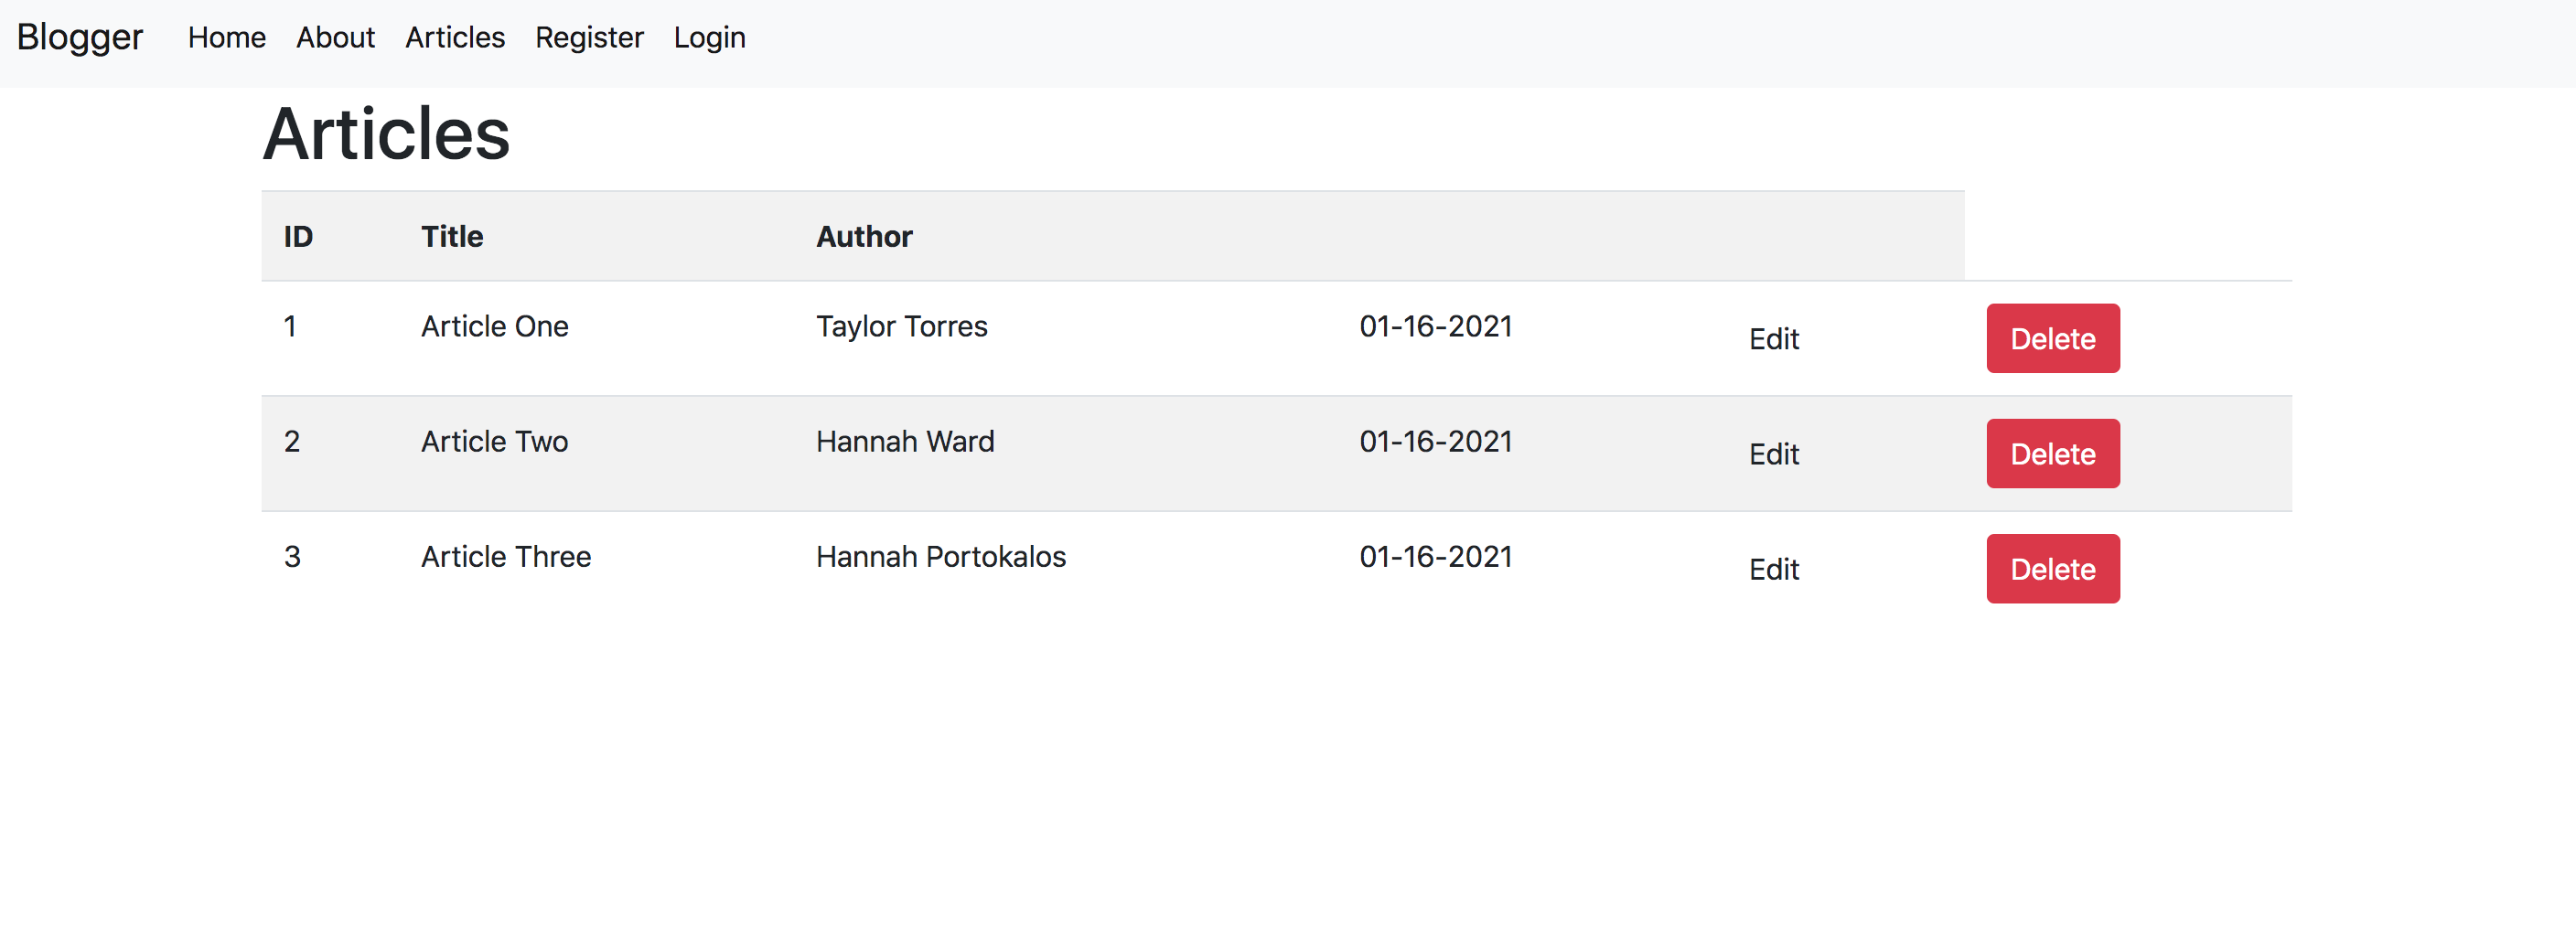 Blogger Home About Articles Register Login
Articles
ID Title Author
1 Article One Taylor Torres 01-16-2021 Edit Delete
2 Article Two Hannah Ward 01-16-2021 Edit Delete
3 Article Three Hannah Portokalos 01-16-2021 Edit Delete